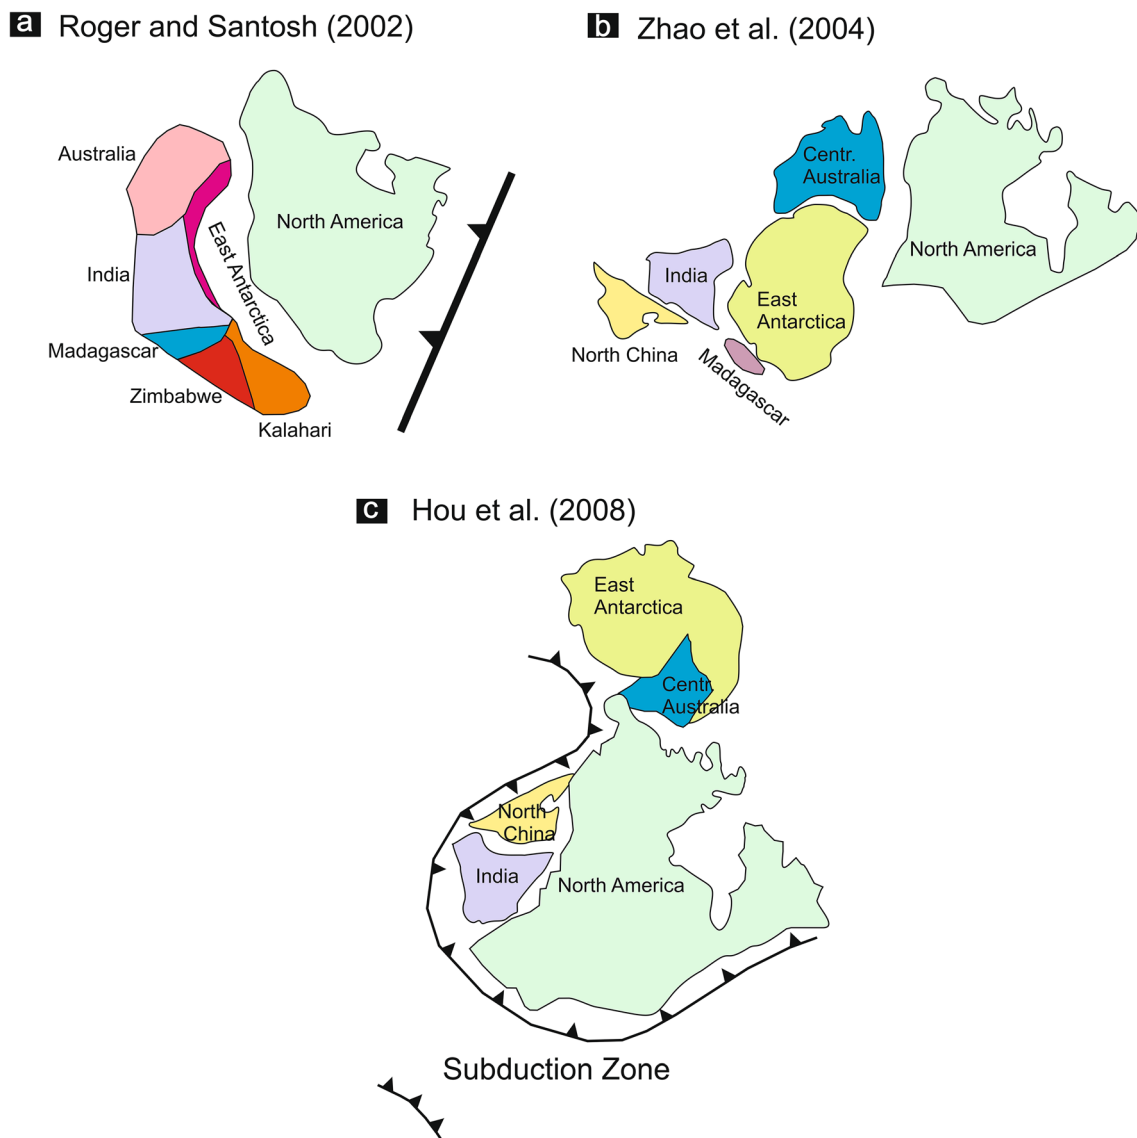 a Roger and Santosh (2002)
Australia
North America
East Antarctica
India
Madagascar
Zimbabwe
Kalahari
b Zhao et al. (2004)
Centr.
Australia
North America
India
East
Antarctica
North China
Madagascar
c Hou et al. (2008)
East
Antarctica
Centr.
Australia
North
China
India
North America
Subduction Zone